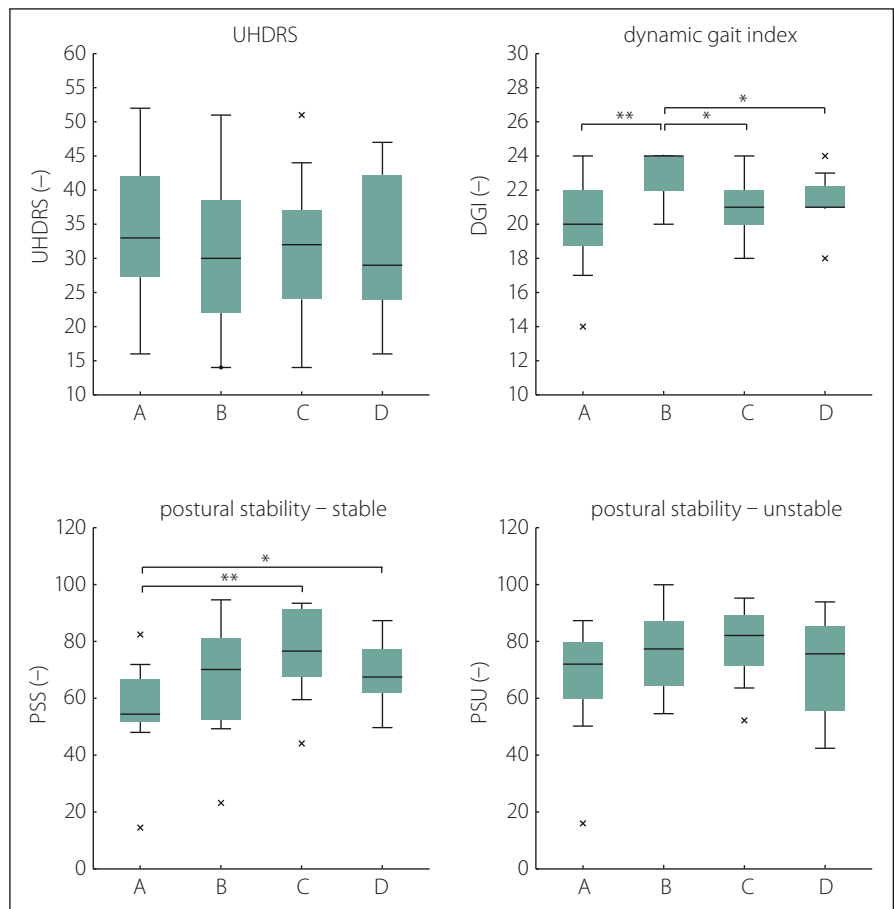 UHDRS
60
55
50
45
40
35
30
25
20
15
10
UHDRS (–)
A B C D
dynamic gait index
30
28
26
24
22
20
18
16
14
12
10
DGI (–)
** * *
A B C D
postural stability – stable
120
100
80
60
40
20
0
PSS (–)
* **
A B C D
postural stability – unstable
120
100
80
60
40
20
0
PSU (–)
A B C D